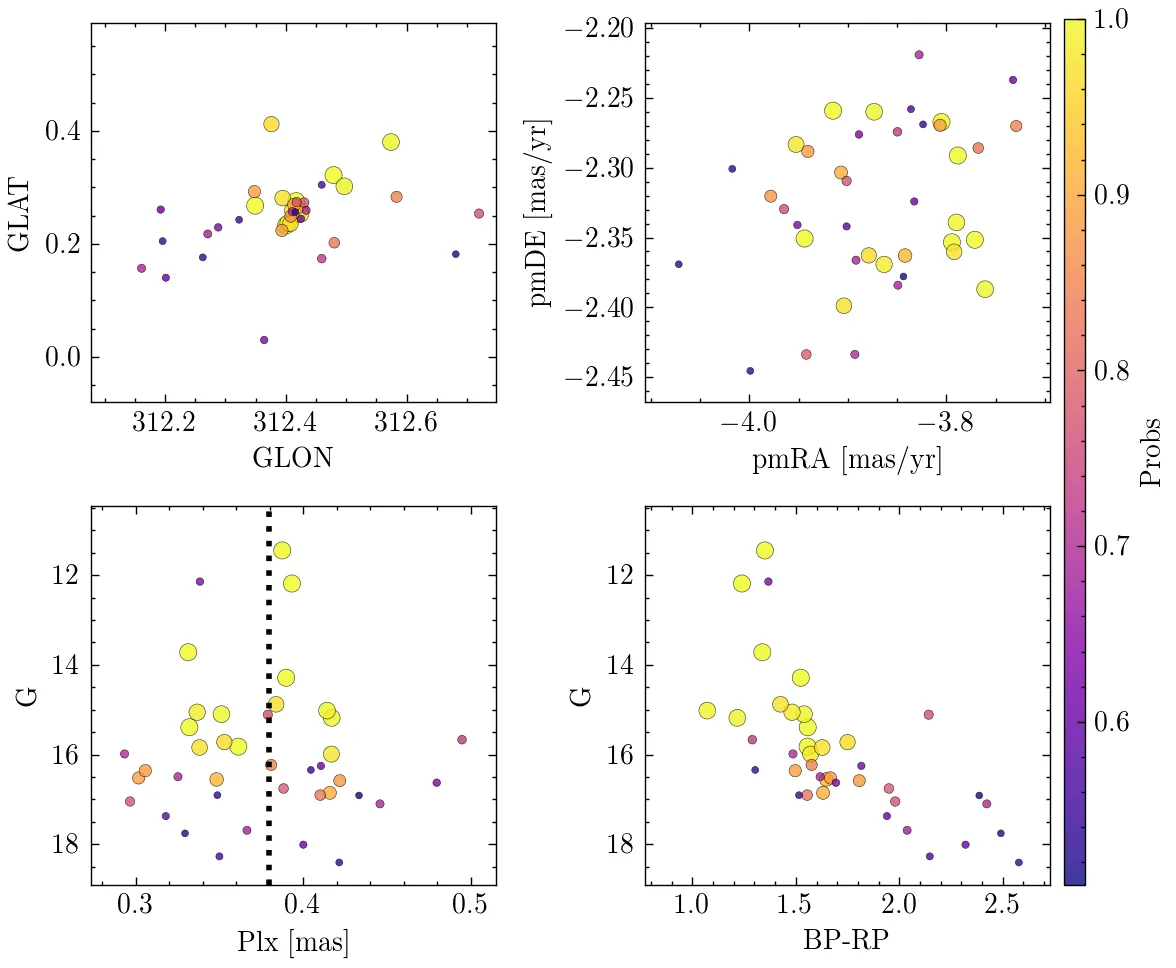 GLAT
0.4
0.2
0.0
312.2 312.4 312.6
GLON
pmDE [mas/yr]
−2.20
−2.25
−2.30
−2.35
−2.40
−2.45
−4.0 −3.8
pmRA [mas/yr]
1.0
0.9
0.8
0.7
0.6
Probs
G
12
14
16
18
0.3 0.4 0.5
Plx [mas]
G
12
14
16
18
1.0 1.5 2.0 2.5
BP-RP